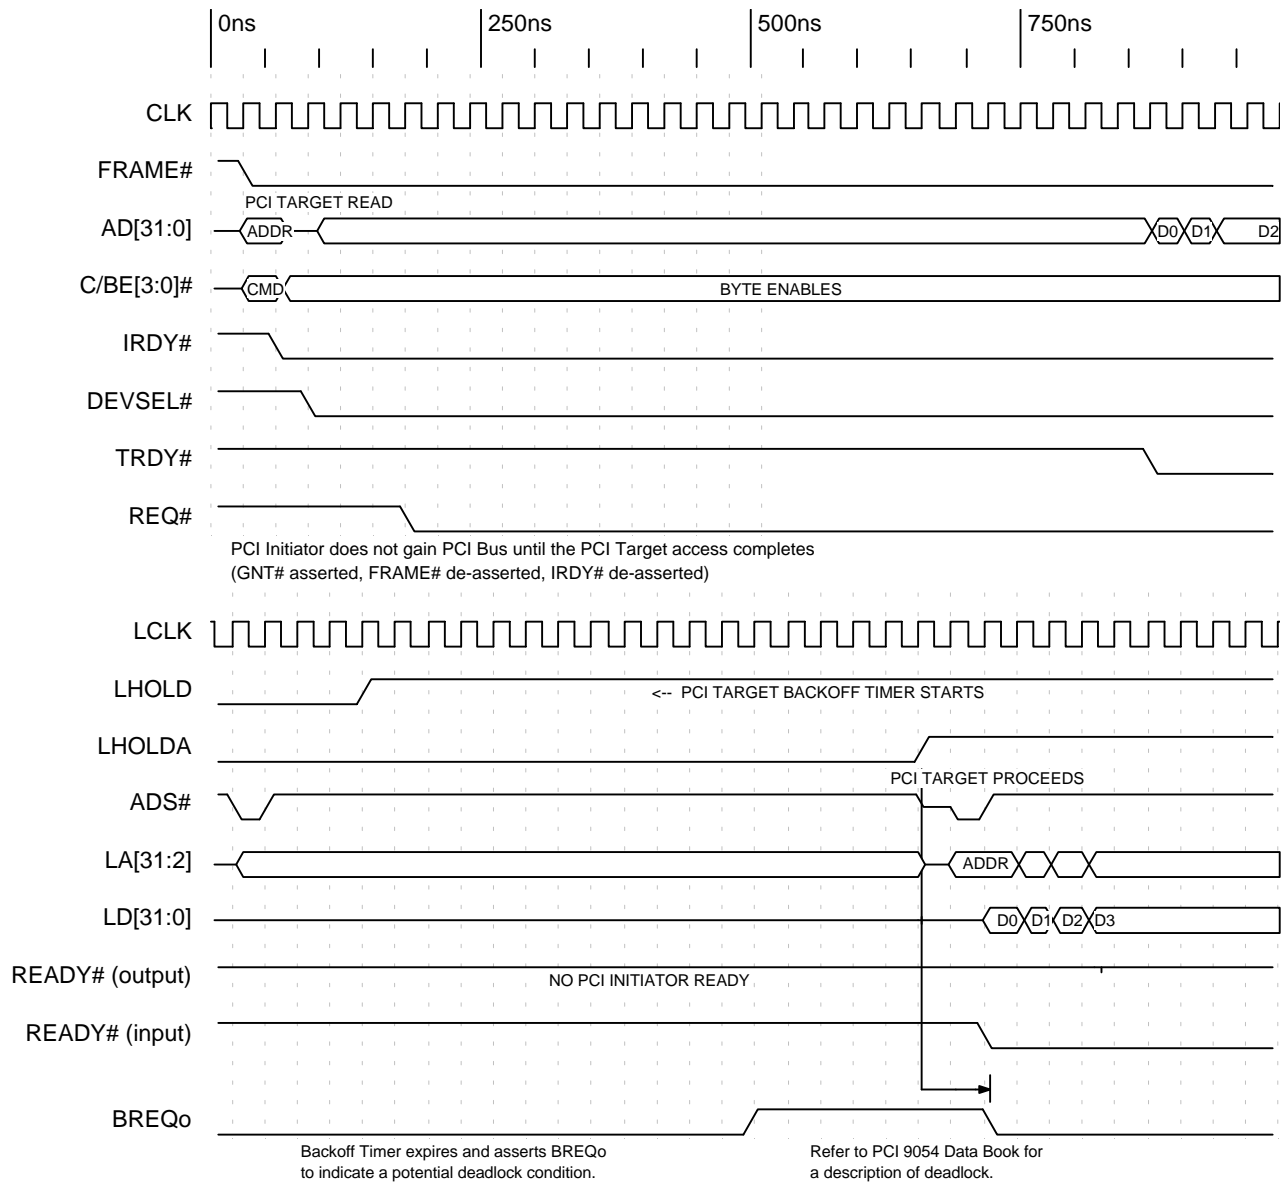 0ns 250ns 500ns 750ns
CLK
FRAME#
PCI TARGET READ
AD[31:0] ADDR D0 D1 D2
C/BE[3:0]# CMD BYTE ENABLES
IRDY#
DEVSEL#
TRDY#
REQ#
PCI Initiator does not gain PCI Bus until the PCI Target access completes
(GNT# asserted, FRAME# de-asserted, IRDY# de-asserted)
LCLK
LHOLD <-- PCI TARGET BACKOFF TIMER STARTS
LHOLDA
PCI TARGET PROCEEDS
ADS#
LA[31:2] ADDR
LD[31:0] D0 D1 D2 D3
READY# (output) NO PCI INITIATOR READY
READY# (input)
BREQo
Backoff Timer expires and asserts BREQo
to indicate a potential deadlock condition.
Refer to PCI 9054 Data Book for
a description of deadlock.